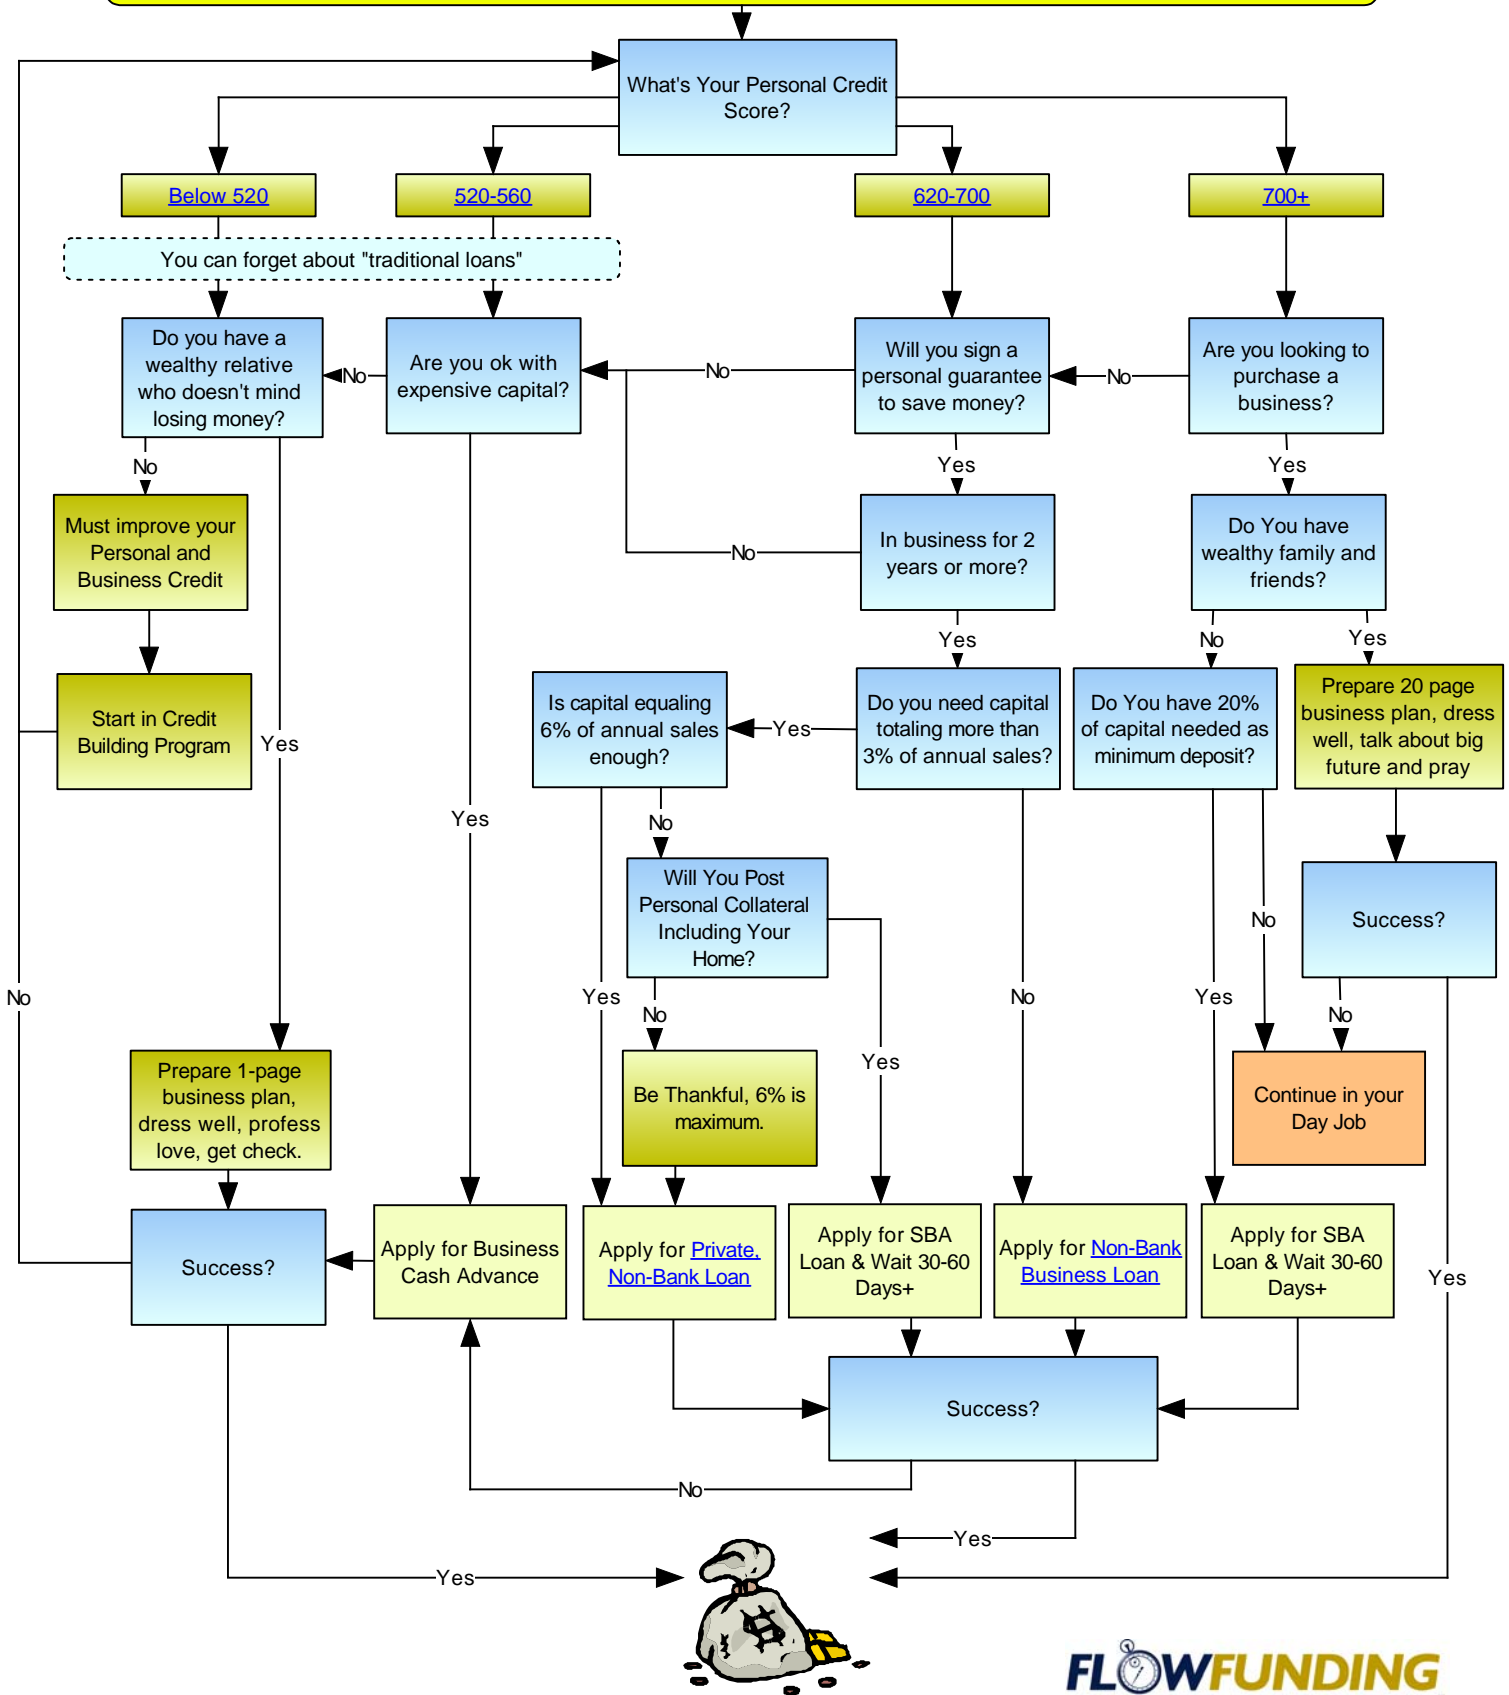 What's Your Personal Credit
Score?
Below 520
520-560
620-700
700+
You can forget about "traditional loans"
Do you have a
wealthy relative
who doesn't mind
losing money?
No
Are you ok with
expensive capital?
No
Will you sign a
personal guarantee
to save money?
No
Are you looking to
purchase a
business?
No
Yes
Yes
Must improve your
Personal and
Business Credit
No
In business for 2
years or more?
Do You have
wealthy family and
friends?
Yes
No
Yes
Start in Credit
Building Program
Yes
Is capital equaling
6% of annual sales
enough?
Yes
Do you need capital
totaling more than
3% of annual sales?
Do You have 20%
of capital needed as
minimum deposit?
Prepare 20 page
business plan, dress
well, talk about big
future and pray
Yes
No
Will You Post
Personal Collateral
Including Your
Home?
No
Success?
No
Yes
No
No
Yes
No
Yes
Prepare 1-page
business plan,
dress well, profess
love, get check.
Be Thankful, 6% is
maximum.
Continue in your
Day Job
Success?
Apply for Business
Cash Advance
Apply for Private,
Non-Bank Loan
Apply for SBA
Loan & Wait 30-60
Days+
Apply for Non-Bank
Business Loan
Apply for SBA
Loan & Wait 30-60
Days+
Yes
Success?
No
Yes
Yes
FLOWFUNDING